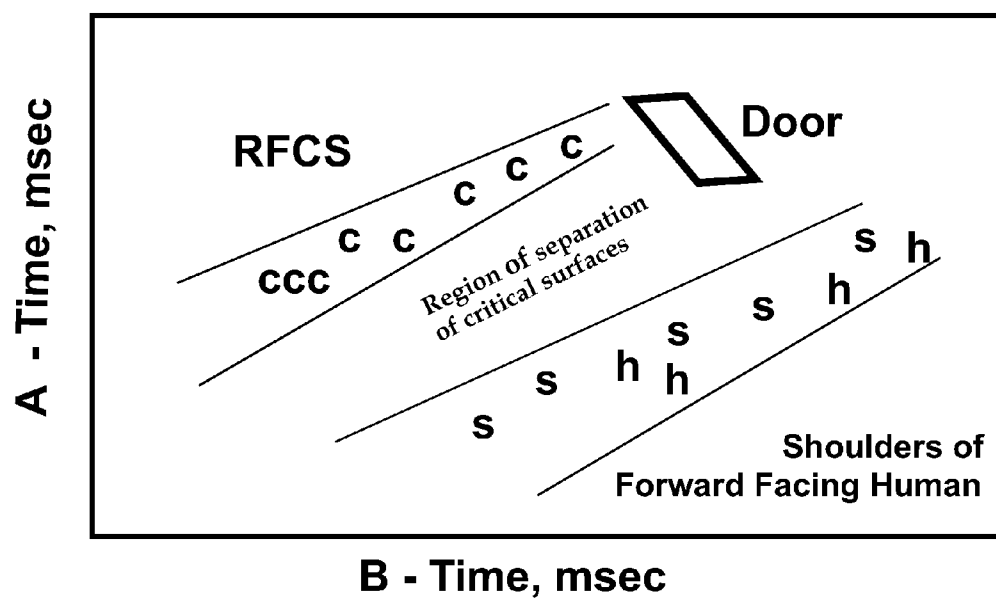 A - Time, msec
RFCS
Door
c
c
c
c
c
ccc
Region of separation
of critical surfaces
s
h
h
s
s
h
s
h
s
Shoulders of
Forward Facing Human
B - Time, msec